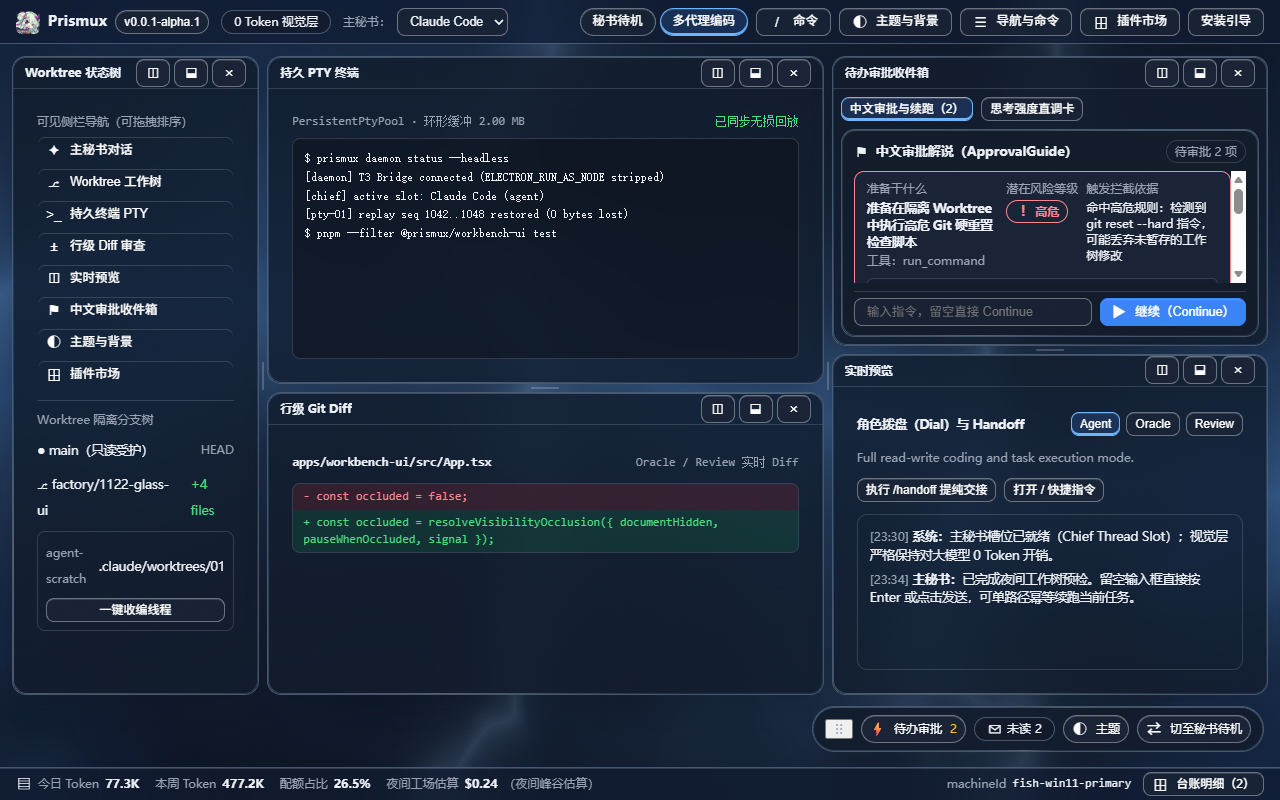 Prismux v0.0.1-alpha.1 0 Token 视觉层 主秘书: Claude Code 秘书待机 多代理编码 / 命令 主题与背景 导航与命令 插件市场 安装引导
Worktree 状态树
可见侧栏导航（可拖拽排序）
主秘书对话
Worktree 工作树
>_ 持久终端 PTY
± 行级 Diff 审查
实时预览
中文审批收件箱
主题与背景
插件市场
Worktree 隔离分支树
● main（只读受护） HEAD
factory/1122-glass-ui +4 files
agent-scratch .claude/worktrees/01
一键收编线程
持久 PTY 终端
PersistentPtyPool · 环形缓冲 2.00 MB 已同步无损回放
$ prismux daemon status --headless
[daemon] T3 Bridge connected (ELECTRON_RUN_AS_NODE stripped)
[chief] active slot: Claude Code (agent)
[pty-01] replay seq 1042..1048 restored (0 bytes lost)
$ pnpm --filter @prismux/workbench-ui test
行级 Git Diff
apps/workbench-ui/src/App.tsx Oracle / Review 实时 Diff
- const occluded = false;
+ const occluded = resolveVisibilityOcclusion({ documentHidden,
pauseWhenOccluded, signal });
待办审批收件箱
中文审批与续跑（2） 思考强度直调卡
中文审批解说（ApprovalGuide） 待审批 2 项
准备干什么
准备在隔离 Worktree
中执行高危 Git 硬重置
检查脚本
工具：run_command
潜在风险等级
! 高危
触发拦截依据
命中高危规则：检测到
git reset --hard 指令，
可能丢弃未暂存的工作
树修改
输入指令，留空直接 Continue 继续（Continue）
实时预览
角色拨盘（Dial）与 Handoff Agent Oracle Review
Full read-write coding and task execution mode.
执行 /handoff 提纯交接 打开 / 快捷指令
[23:30] 系统：主秘书槽位已就绪（Chief Thread Slot）；视觉层
严格保持对大模型 0 Token 开销。
[23:34] 主秘书：已完成夜间工作树预检。留空输入框直接按
Enter 或点击发送，可单路径幂等续跑当前任务。
待办审批 2 未读 2 主题 切至秘书待机
今日 Token 77.3K 本周 Token 477.2K 配额占比 26.5% 夜间工场估算 $0.24 （夜间峰谷估算） machineId fish-win11-primary 台账明细（2）